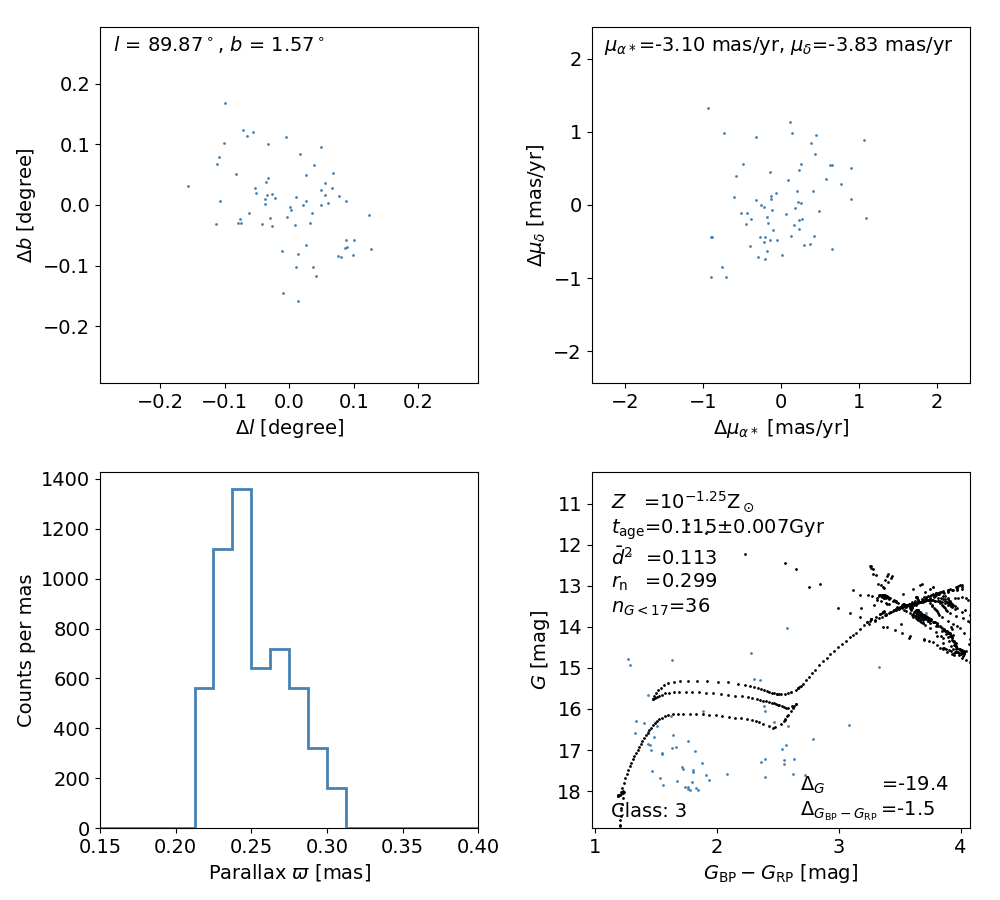 l = 89.87°, b = 1.57°
0.2
0.1
0.0
−0.1
−0.2
Δb [degree]
−0.2 −0.1 0.0 0.1 0.2
Δl [degree]
μα*=-3.10 mas/yr, μδ=-3.83 mas/yr
2
1
0
−1
−2
Δμδ [mas/yr]
−2 −1 0 1 2
Δμα* [mas/yr]
1400
1200
1000
800
600
400
200
0
Counts per mas
0.15 0.20 0.25 0.30 0.35 0.40
Parallax ϖ [mas]
Z =10^−1.25 Z⊙
tage=0.115±0.007Gyr
d̄² =0.113
rn =0.299
nG<17=36
11
12
13
14
15
16
17
18
G [mag]
ΔG =-19.4
Class: 3
ΔGBP−GRP =-1.5
1 2 3 4
GBP − GRP [mag]